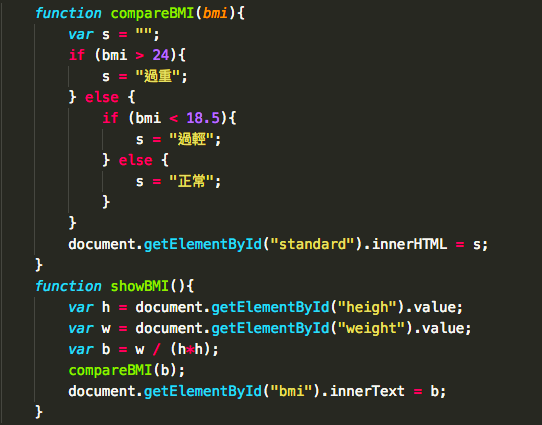 function compareBMI(bmi){
    var s = "";
    if (bmi > 24){
        s = "過重";
    } else {
        if (bmi < 18.5){
            s = "過輕";
        } else {
            s = "正常";
        }
    }
    document.getElementById("standard").innerHTML = s;
}
function showBMI(){
    var h = document.getElementById("heigh").value;
    var w = document.getElementById("weight").value;
    var b = w / (h*h);
    compareBMI(b);
    document.getElementById("bmi").innerText = b;
}